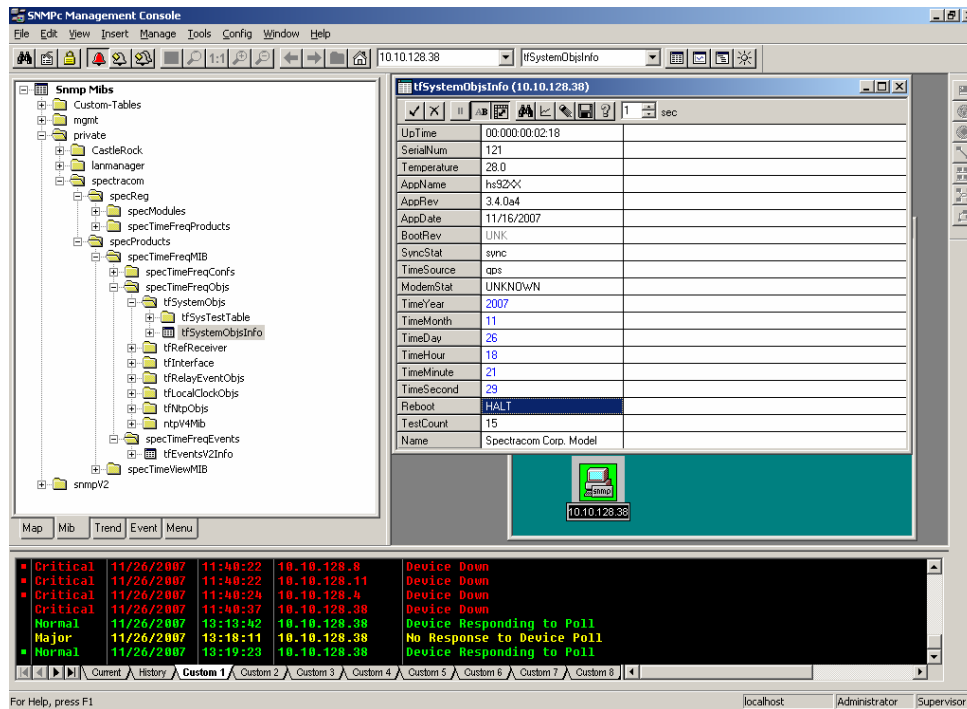 SNMPc Management Console
File Edit View Insert Manage Tools Config Window Help
1:1 10.10.128.38 tfSystemObjsInfo
Snmp Mibs
Custom-Tables
mgmt
private
CastleRock
lanmanager
spectracom
specReg
specModules
specTimeFreqProducts
specProducts
specTimeFreqMIB
specTimeFreqConfs
specTimeFreqObjs
tfSystemObjs
tfSysTestTable
tfSystemObjsInfo
tfRefReceiver
tfInterface
tfRelayEventObjs
tfLocalClockObjs
tfNtpObjs
ntpV4Mib
specTimeFreqEvents
tfEventsV2Info
specTimeViewMIB
snmpV2
Map Mib Trend Event Menu
tfSystemObjsInfo (10.10.128.38)
AB 1 sec
UpTime 00:000:00:02:18
SerialNum 121
Temperature 28.0
AppName hs92XX
AppRev 3.4.0a4
AppDate 11/16/2007
BootRev UNK
SyncStat sync
TimeSource gps
ModemStat UNKNOWN
TimeYear 2007
TimeMonth 11
TimeDay 26
TimeHour 18
TimeMinute 21
TimeSecond 29
Reboot HALT
TestCount 15
Name Spectracom Corp. Model
snmp
10.10.128.38
Critical 11/26/2007 11:40:22 10.10.128.8 Device Down
Critical 11/26/2007 11:40:22 10.10.128.11 Device Down
Critical 11/26/2007 11:40:24 10.10.128.4 Device Down
Critical 11/26/2007 11:40:37 10.10.128.38 Device Down
Normal 11/26/2007 13:13:42 10.10.128.38 Device Responding to Poll
Major 11/26/2007 13:18:11 10.10.128.38 No Response to Device Poll
Normal 11/26/2007 13:19:23 10.10.128.38 Device Responding to Poll
Current History Custom 1 Custom 2 Custom 3 Custom 4 Custom 5 Custom 6 Custom 7 Custom 8
For Help, press F1 localhost Administrator Supervisor